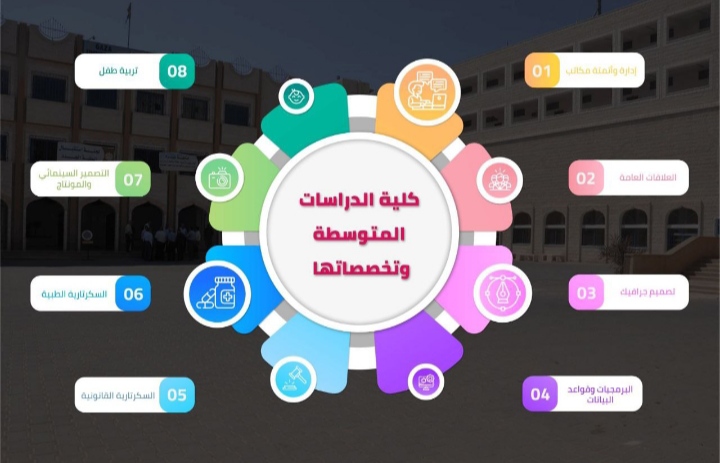 كلية الدراسات
المتوسطة
وتخصصاتها
01
إدارة وأتمتة مكاتب
02
العلاقات العامة
03
تصميم جرافيك
04
البرمجيات وقواعد
البيانات
05
السكرتارية القانونية
06
السكرتارية الطبية
07
التصميم السينمائي
والمونتاج
08
تربية طفل